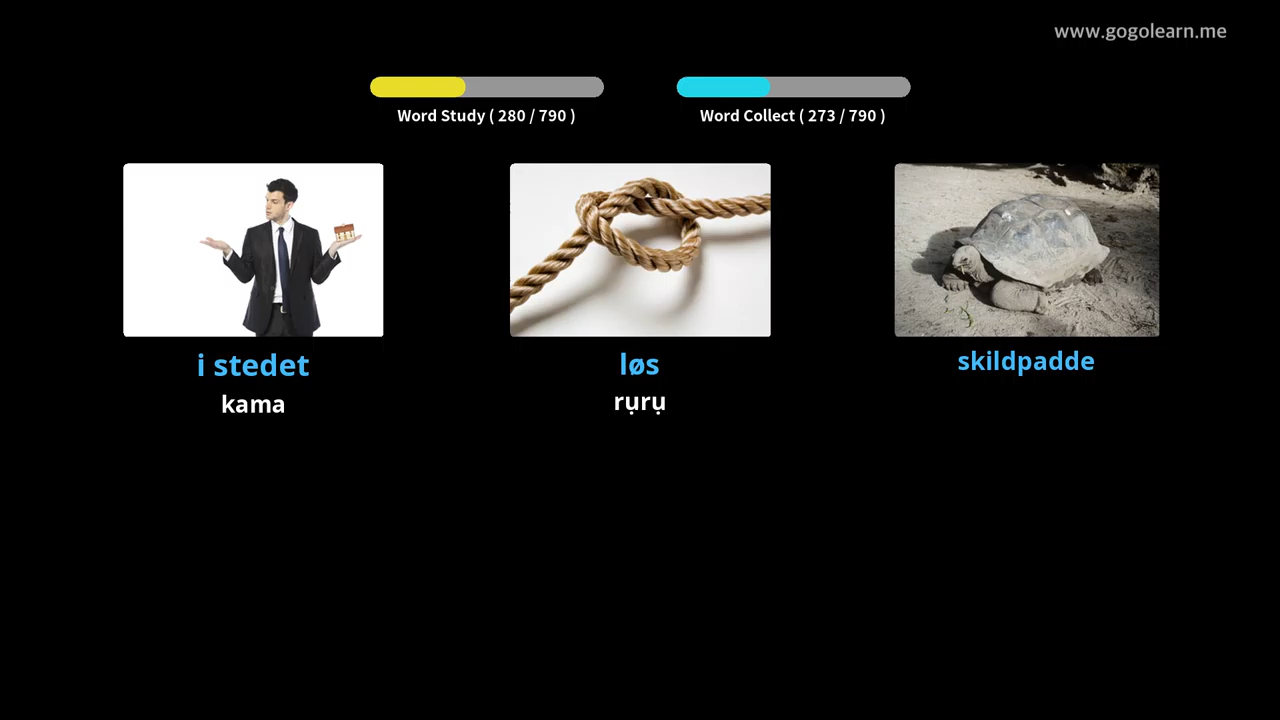 www.gogolearn.me
Word Study ( 280 / 790 )
Word Collect ( 273 / 790 )
i stedet
kama
løs
rụrụ
skildpadde